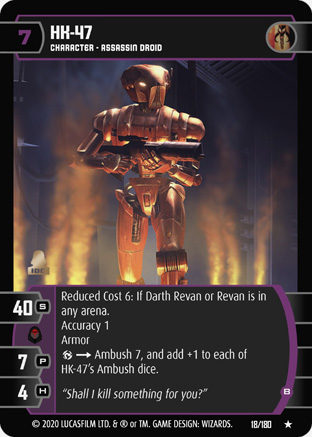 7
HK-47
CHARACTER - ASSASSIN DROID
IDC
40 S
Reduced Cost 6: If Darth Revan or Revan is in
any arena.
Accuracy 1
Armor
7 P
→ Ambush 7, and add +1 to each of
HK-47's Ambush dice.
4 H
"Shall I kill something for you?"
B
© 2020 LUCASFILM LTD. & ® or TM. GAME DESIGN: WIZARDS.
18/180 ★